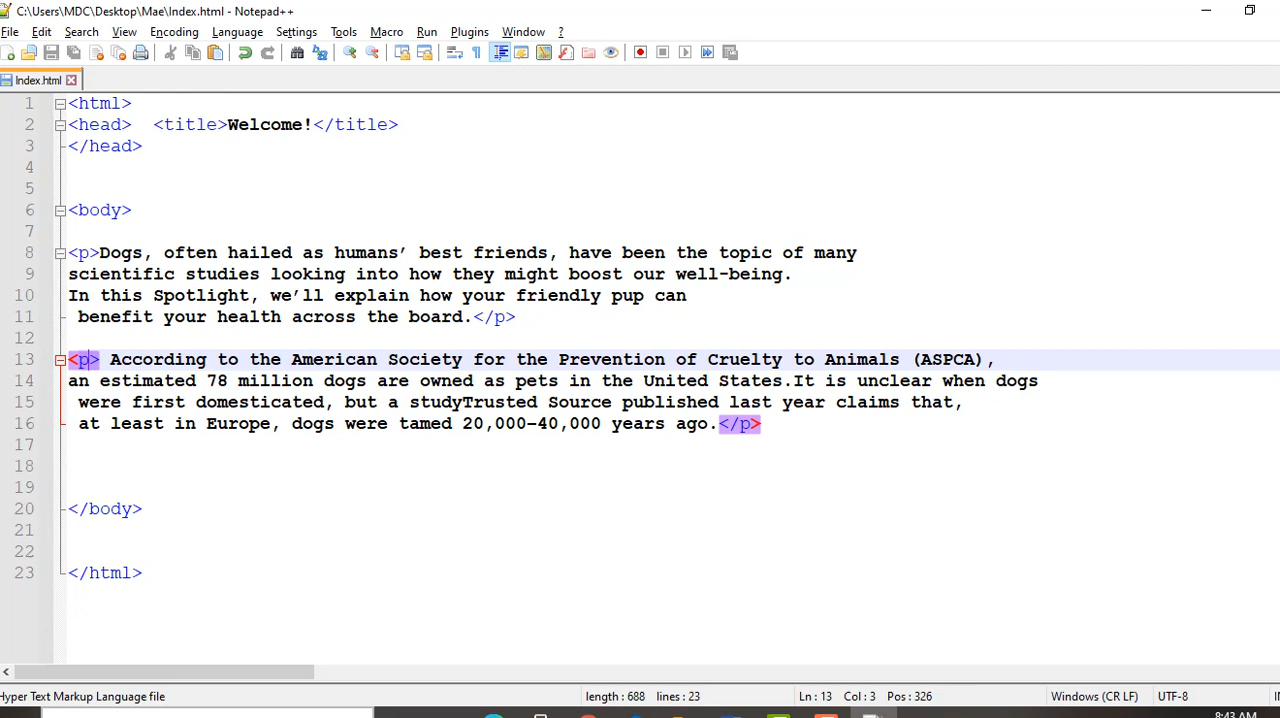 C:\Users\MDC\Desktop\Mae\Index.html - Notepad++
File Edit Search View Encoding Language Settings Tools Macro Run Plugins Window ?
Index.html
1 <html>
2 <head> <title>Welcome!</title>
3 </head>
4
5
6 <body>
7
8 <p>Dogs, often hailed as humans’ best friends, have been the topic of many
9 scientific studies looking into how they might boost our well-being.
10 In this Spotlight, we’ll explain how your friendly pup can
11 benefit your health across the board.</p>
12
13 <p> According to the American Society for the Prevention of Cruelty to Animals (ASPCA),
14 an estimated 78 million dogs are owned as pets in the United States.It is unclear when dogs
15 were first domesticated, but a studyTrusted Source published last year claims that,
16 at least in Europe, dogs were tamed 20,000–40,000 years ago.</p>
17
18
19
20 </body>
21
22
23 </html>
Hyper Text Markup Language file length : 688 lines : 23 Ln : 13 Col : 3 Pos : 326 Windows (CR LF) UTF-8
8:43 AM